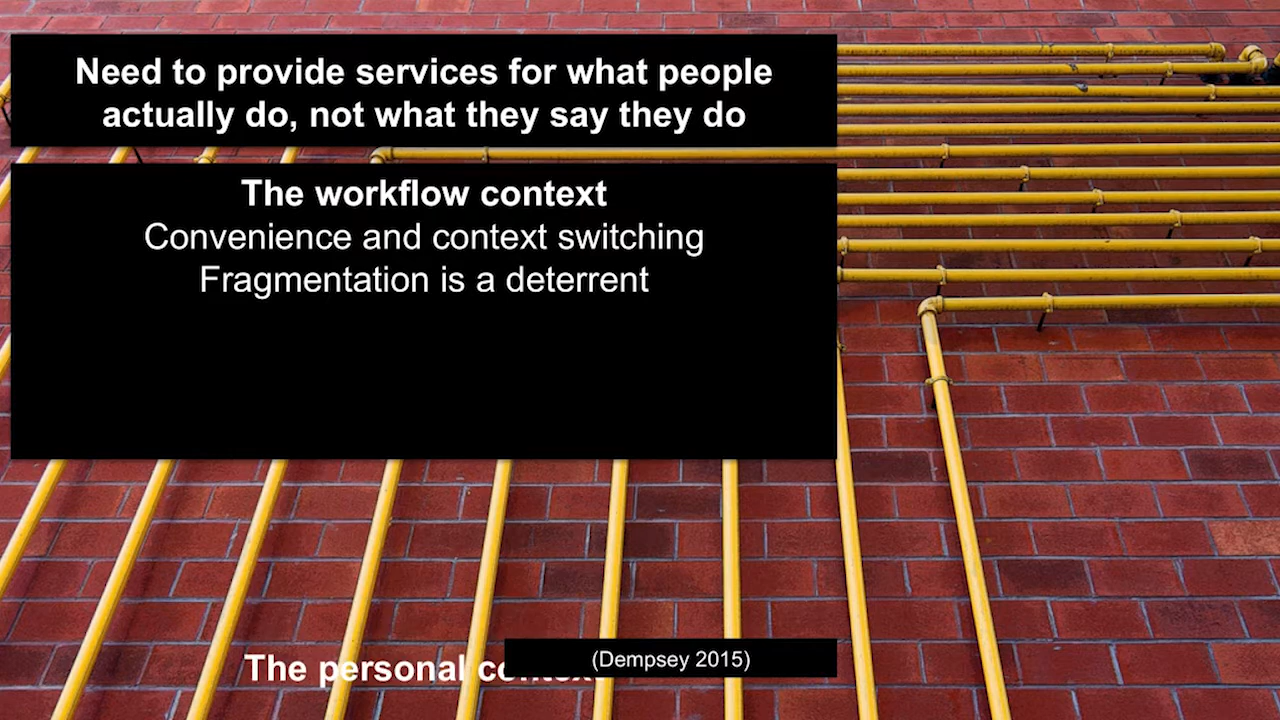 Need to provide services for what people
actually do, not what they say they do
The workflow context
Convenience and context switching
Fragmentation is a deterrent
(Dempsey 2015)
The personal context